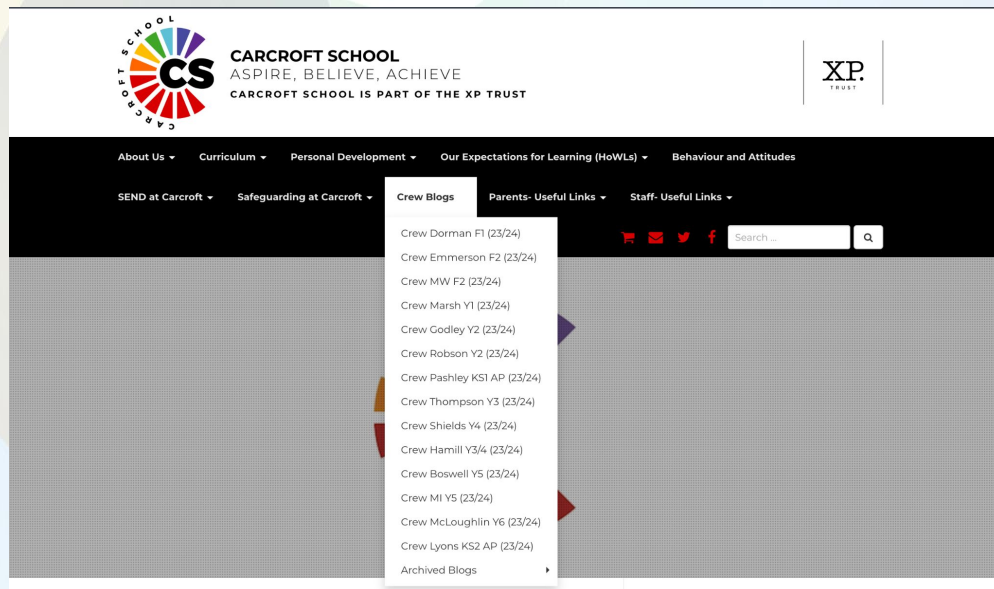 CARCROFT SCHOOL
CS
CARCROFT SCHOOL
ASPIRE, BELIEVE, ACHIEVE
CARCROFT SCHOOL IS PART OF THE XP TRUST
XP.
TRUST
About Us Curriculum Personal Development Our Expectations for Learning (HoWLs) Behaviour and Attitudes
SEND at Carcroft Safeguarding at Carcroft Crew Blogs Parents- Useful Links Staff- Useful Links
Search ...
Crew Dorman F1 (23/24)
Crew Emmerson F2 (23/24)
Crew MW F2 (23/24)
Crew Marsh Y1 (23/24)
Crew Godley Y2 (23/24)
Crew Robson Y2 (23/24)
Crew Pashley KS1 AP (23/24)
Crew Thompson Y3 (23/24)
Crew Shields Y4 (23/24)
Crew Hamill Y3/4 (23/24)
Crew Boswell Y5 (23/24)
Crew MI Y5 (23/24)
Crew McLoughlin Y6 (23/24)
Crew Lyons KS2 AP (23/24)
Archived Blogs